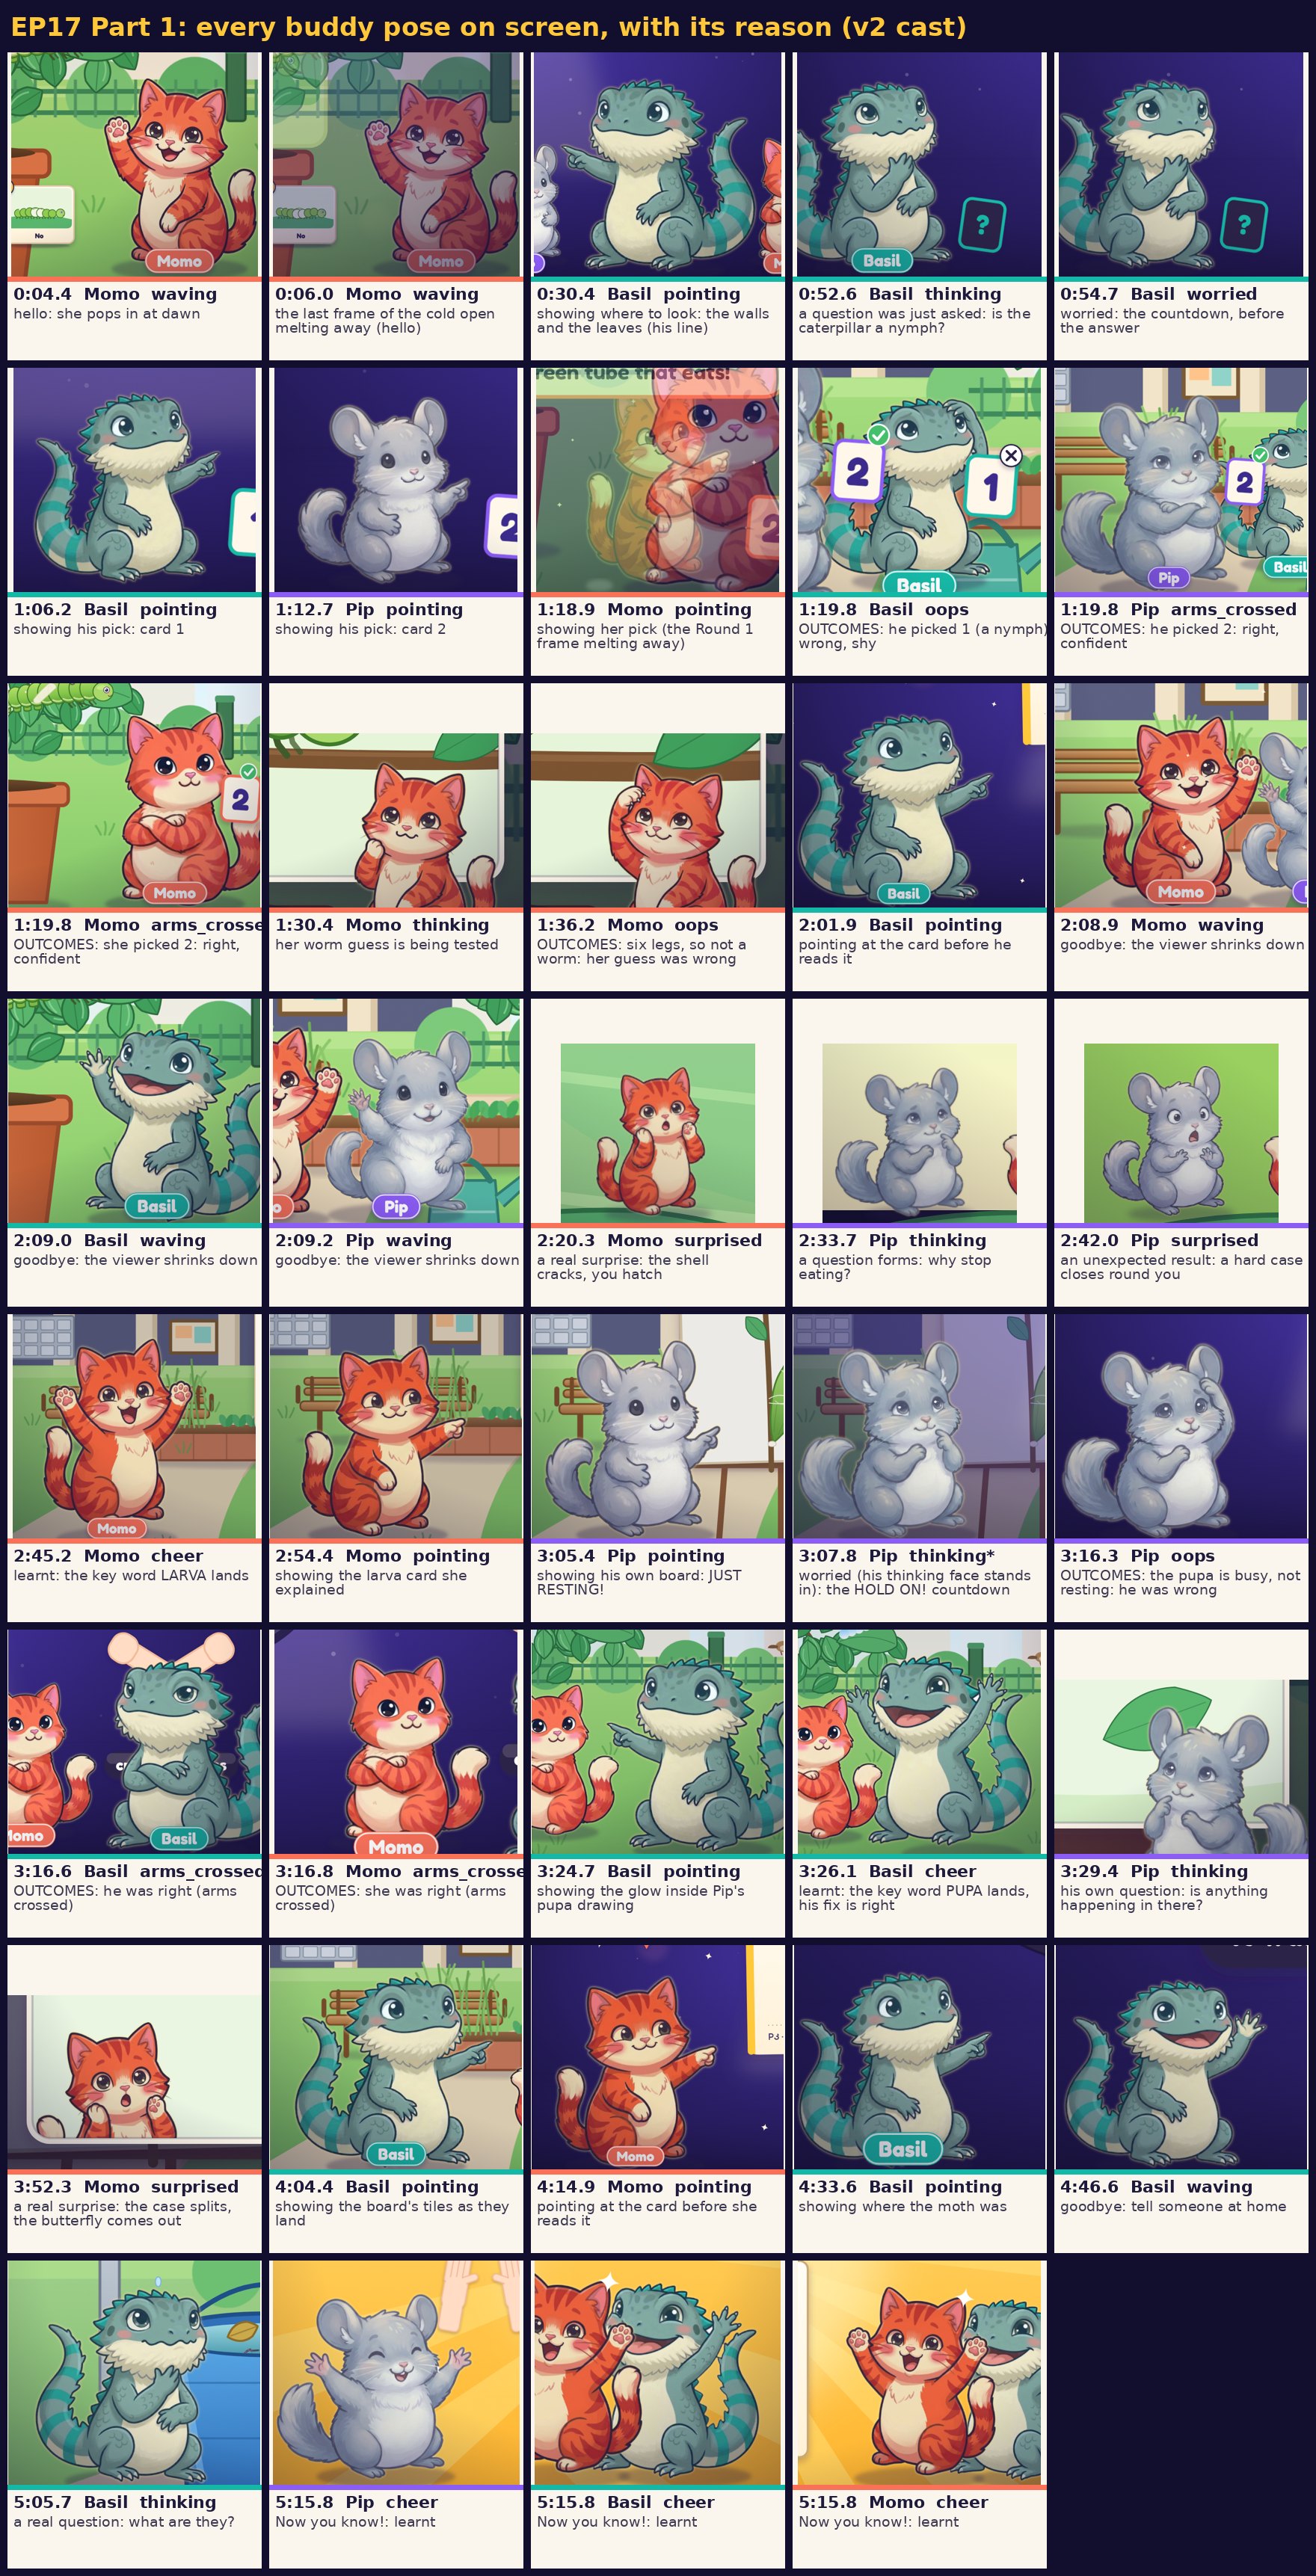 EP17 Part 1: every buddy pose on screen, with its reason (v2 cast)
No
Momo
No
Momo
M
?
Basil
?
0:04.4 Momo waving
hello: she pops in at dawn
0:06.0 Momo waving
the last frame of the cold open
melting away (hello)
0:30.4 Basil pointing
showing where to look: the walls
and the leaves (his line)
0:52.6 Basil thinking
a question was just asked: is the
caterpillar a nymph?
0:54.7 Basil worried
worried: the countdown, before
the answer
2
reen tube that eats!
2
2
1
Basil
2
Pip
Basil
1:06.2 Basil pointing
showing his pick: card 1
1:12.7 Pip pointing
showing his pick: card 2
1:18.9 Momo pointing
showing her pick (the Round 1
frame melting away)
1:19.8 Basil oops
OUTCOMES: he picked 1 (a nymph)
wrong, shy
1:19.8 Pip arms_crossed
OUTCOMES: he picked 2: right,
confident
2
Momo
Basil
Momo
1:19.8 Momo arms_crosse
OUTCOMES: she picked 2: right,
confident
1:30.4 Momo thinking
her worm guess is being tested
1:36.2 Momo oops
OUTCOMES: six legs, so not a
worm: her guess was wrong
2:01.9 Basil pointing
pointing at the card before he
reads it
2:08.9 Momo waving
goodbye: the viewer shrinks down
Basil
o
Pip
2:09.0 Basil waving
goodbye: the viewer shrinks down
2:09.2 Pip waving
goodbye: the viewer shrinks down
2:20.3 Momo surprised
a real surprise: the shell
cracks, you hatch
2:33.7 Pip thinking
a question forms: why stop
eating?
2:42.0 Pip surprised
an unexpected result: a hard case
closes round you
Momo
2:45.2 Momo cheer
learnt: the key word LARVA lands
2:54.4 Momo pointing
showing the larva card she
explained
3:05.4 Pip pointing
showing his own board: JUST
RESTING!
3:07.8 Pip thinking*
worried (his thinking face stands
in): the HOLD ON! countdown
3:16.3 Pip oops
OUTCOMES: the pupa is busy, not
resting: he was wrong
Momo
Basil
Momo
3:16.6 Basil arms_crossed
OUTCOMES: he was right (arms
crossed)
3:16.8 Momo arms_crosse
OUTCOMES: she was right (arms
crossed)
3:24.7 Basil pointing
showing the glow inside Pip's
pupa drawing
3:26.1 Basil cheer
learnt: the key word PUPA lands,
his fix is right
3:29.4 Pip thinking
his own question: is anything
happening in there?
Basil
Momo
Basil
3:52.3 Momo surprised
a real surprise: the case splits,
the butterfly comes out
4:04.4 Basil pointing
showing the board's tiles as they
land
4:14.9 Momo pointing
pointing at the card before she
reads it
4:33.6 Basil pointing
showing where the moth was
4:46.6 Basil waving
goodbye: tell someone at home
5:05.7 Basil thinking
a real question: what are they?
5:15.8 Pip cheer
Now you know!: learnt
5:15.8 Basil cheer
Now you know!: learnt
5:15.8 Momo cheer
Now you know!: learnt